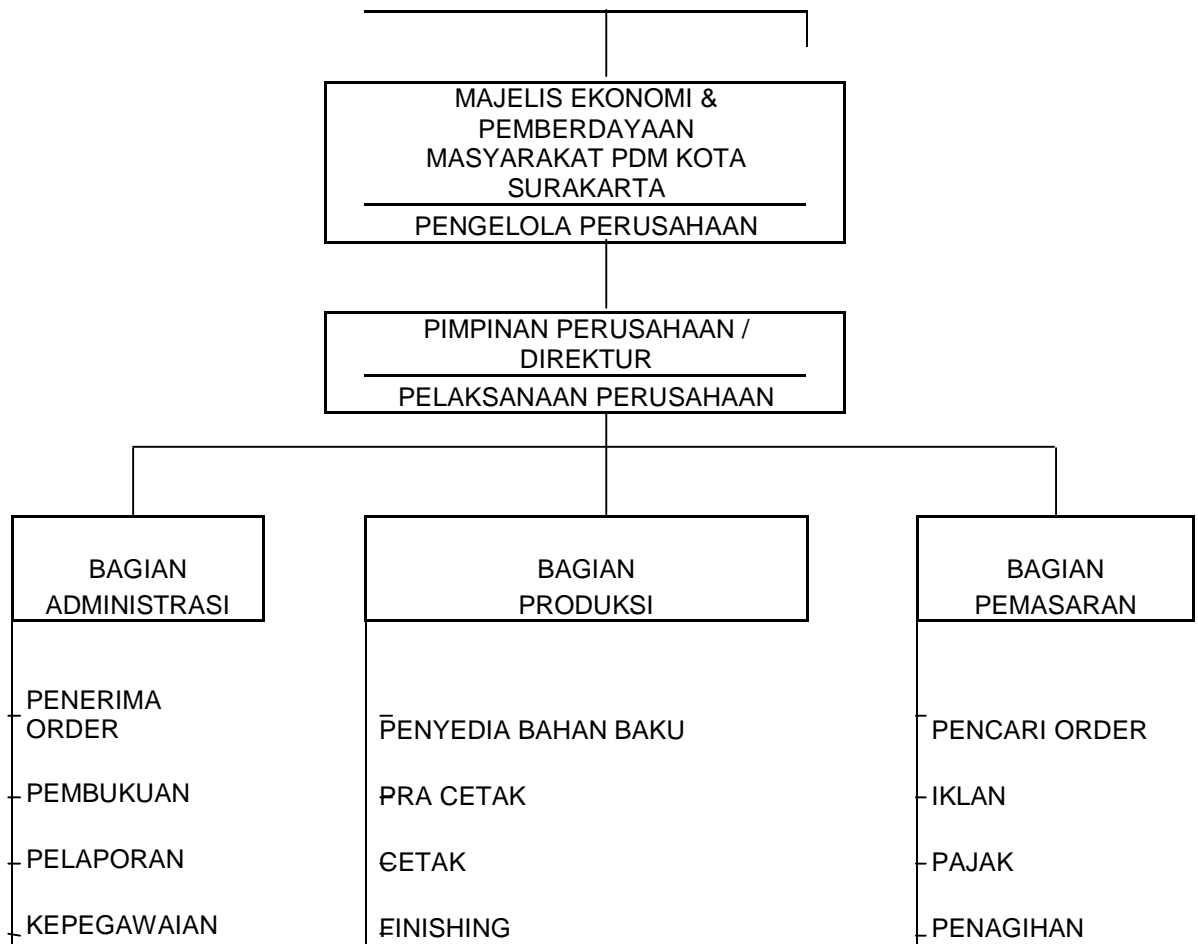 MAJELIS EKONOMI &
PEMBERDAYAAN
MASYARAKAT PDM KOTA
SURAKARTA
PENGELOLA PERUSAHAAN
PIMPINAN PERUSAHAAN /
DIREKTUR
PELAKSANAAN PERUSAHAAN
BAGIAN
ADMINISTRASI
BAGIAN
PRODUKSI
BAGIAN
PEMASARAN
PENERIMA
ORDER
PEMBUKUAN
PELAPORAN
KEPEGAWAIAN
PENYEDIA BAHAN BAKU
PRA CETAK
CETAK
FINISHING
PENCARI ORDER
IKLAN
PAJAK
PENAGIHAN